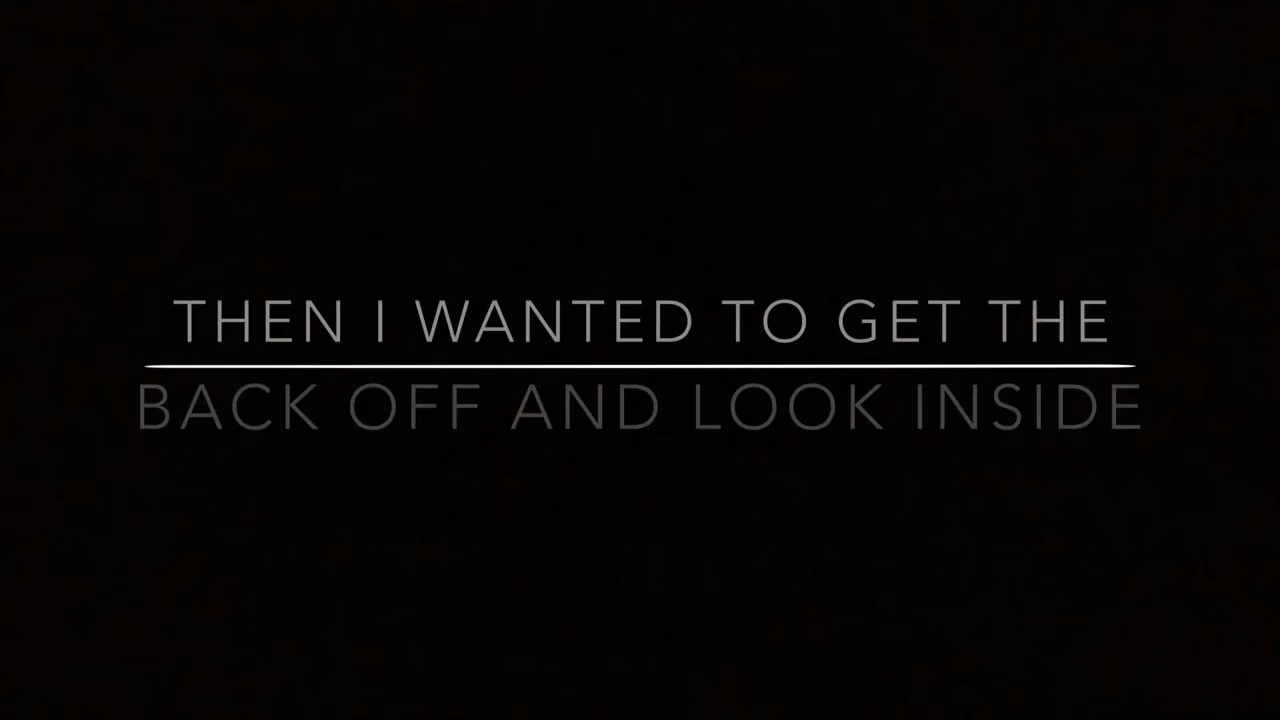 THEN I WANTED TO GET THE
BACK OFF AND LOOK INSIDE